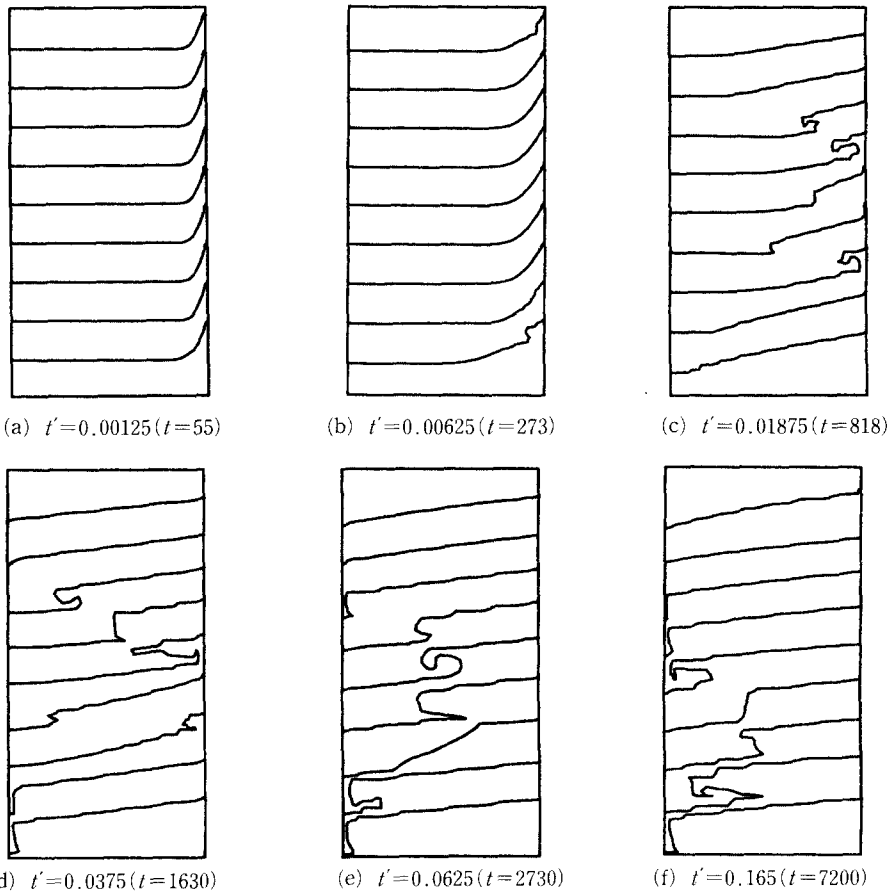 (a) t′=0.00125(t=55)
(b) t′=0.00625(t=273)
(c) t′=0.01875(t=818)
d) t′=0.0375(t=1630)
(e) t′=0.0625(t=2730)
(f) t′=0.165(t=7200)